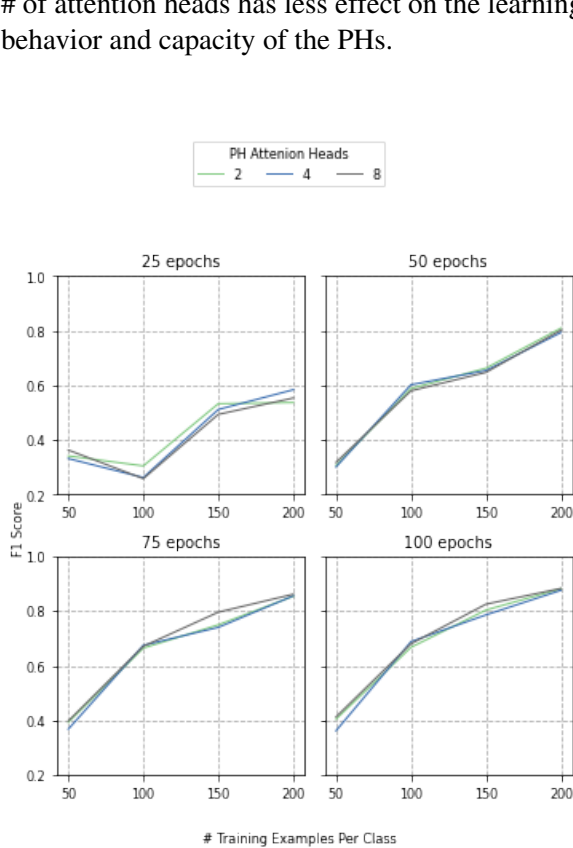 # of attention heads has less effect on the learning
behavior and capacity of the PHs.
PH Attenion Heads
2 4 8
25 epochs 50 epochs
1.0
0.8
0.6
0.4
0.2
50 100 150 200 50 100 150 200
F1 Score
75 epochs 100 epochs
1.0
0.8
0.6
0.4
0.2
50 100 150 200 50 100 150 200
# Training Examples Per Class